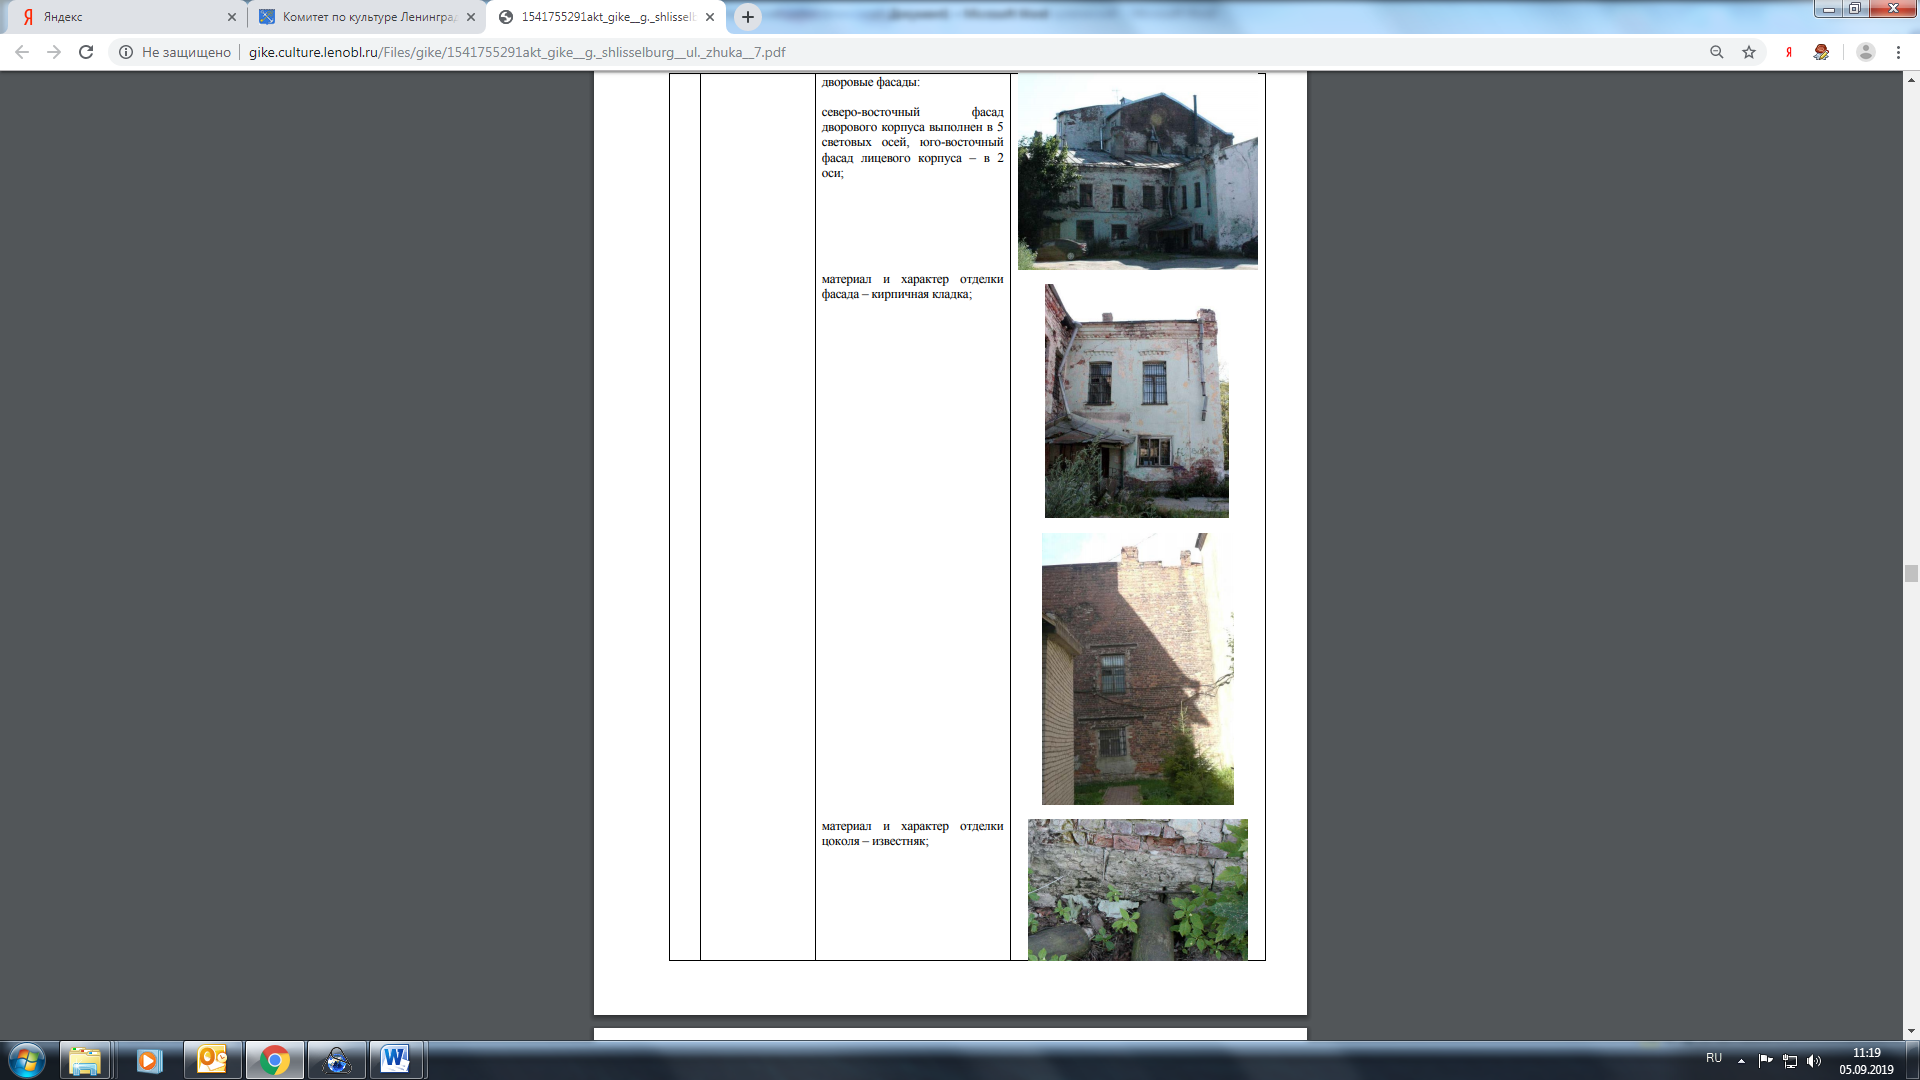 Яндекс
Комитет по культуре Ленингра
1541755291akt_gike__g._shlissel
Не защищено
gike.culture.lenobl.ru/Files/gike/1541755291akt_gike__g._shlisselburg__ul._zhuka__7.pdf
дворовые фасады:
северо-восточный фасад
дворового корпуса выполнен в 5
световых осей, юго-восточный
фасад лицевого корпуса – в 2
оси;
материал и характер отделки
фасада – кирпичная кладка;
материал и характер отделки
цоколя – известняк;
RU
11:19
05.09.2019